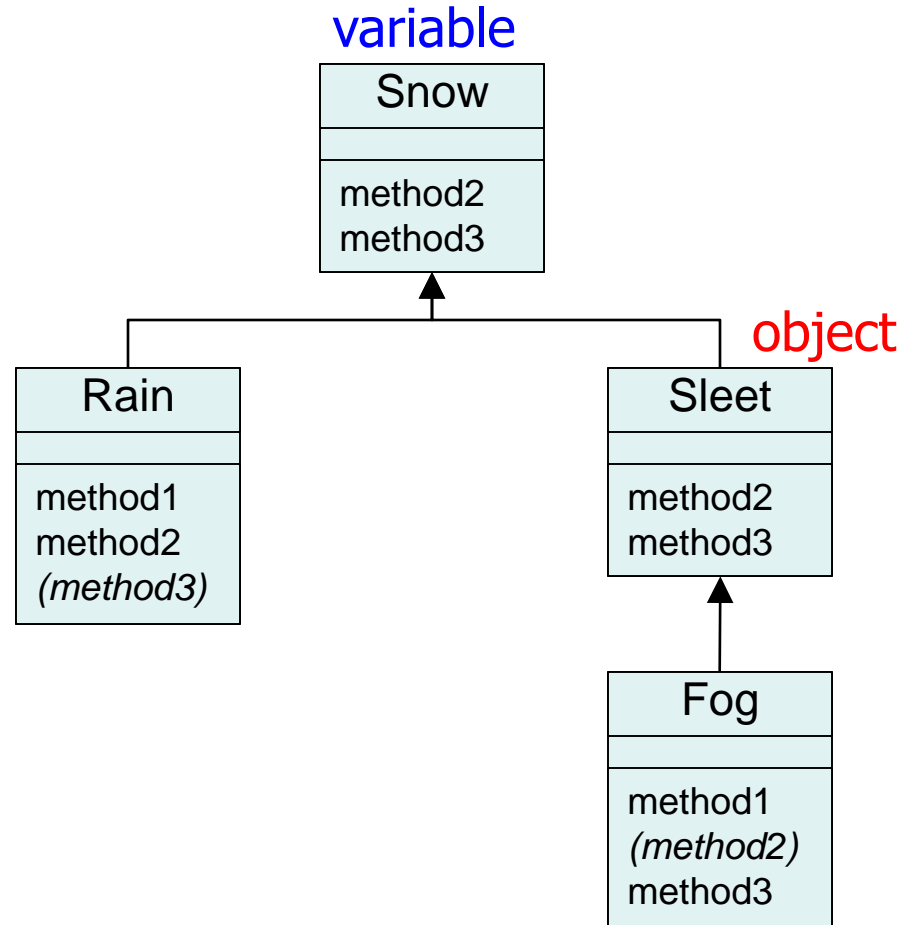 variable
Snow
method2
method3
object
Rain
method1
method2
(method3)
Sleet
method2
method3
Fog
method1
(method2)
method3